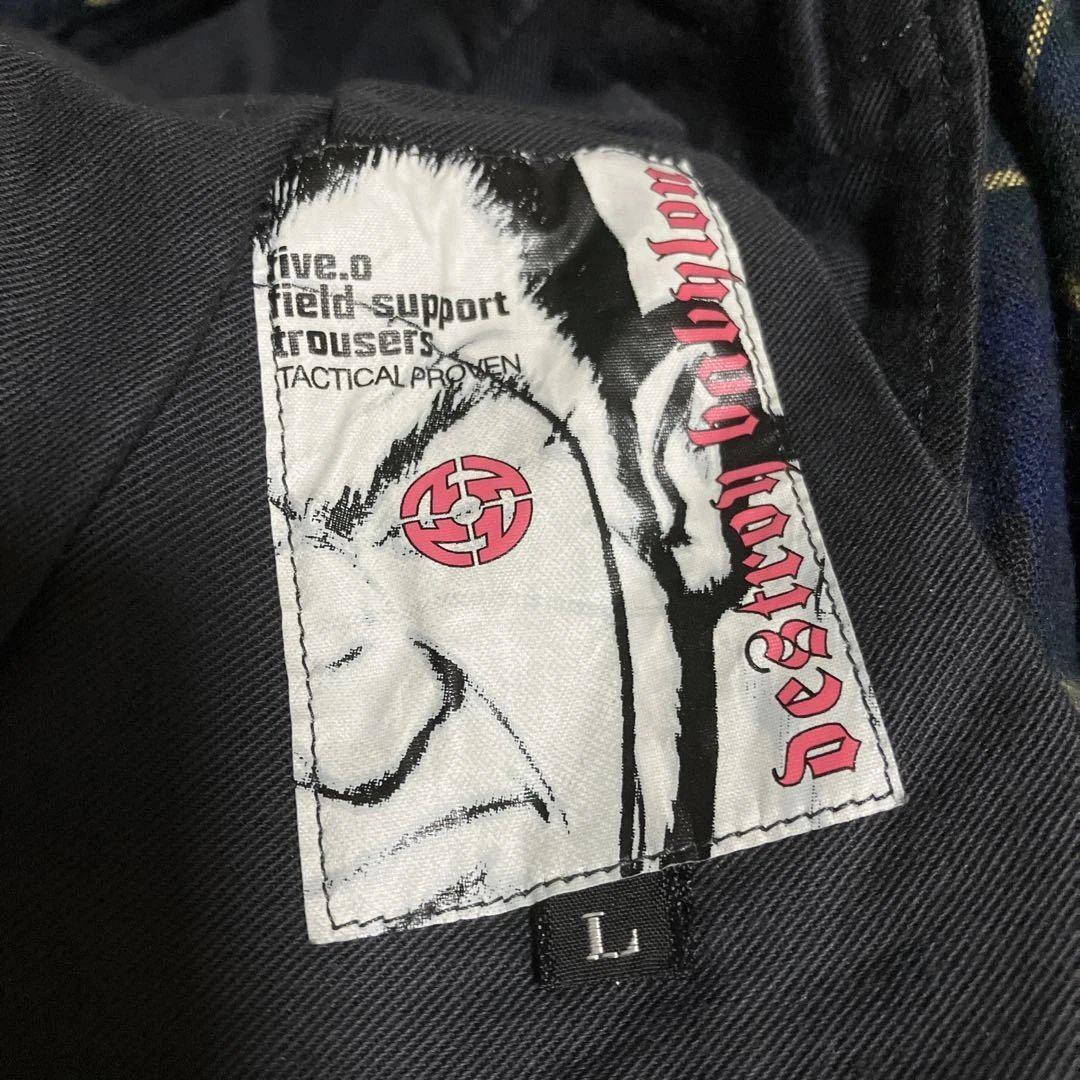 five.o
field support
trousers
TACTICAL PROVEN
destroy babylon
L